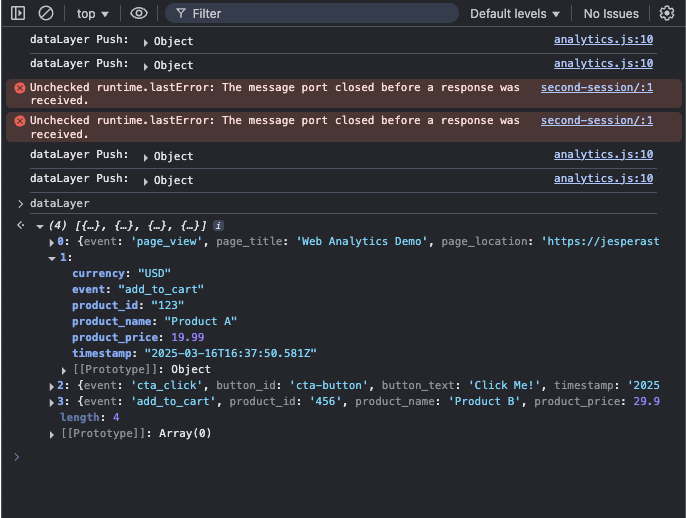 top Filter Default levels No Issues
dataLayer Push: Object analytics.js:10
dataLayer Push: Object analytics.js:10
Unchecked runtime.lastError: The message port closed before a response was second-session/:1
received.
Unchecked runtime.lastError: The message port closed before a response was second-session/:1
received.
dataLayer Push: Object analytics.js:10
dataLayer Push: Object analytics.js:10
> dataLayer
(4) [{…}, {…}, {…}, {…}] i
0: {event: 'page_view', page_title: 'Web Analytics Demo', page_location: 'https://jesperast
1:
currency: "USD"
event: "add_to_cart"
product_id: "123"
product_name: "Product A"
product_price: 19.99
timestamp: "2025-03-16T16:37:50.581Z"
[[Prototype]]: Object
2: {event: 'cta_click', button_id: 'cta-button', button_text: 'Click Me!', timestamp: '2025
3: {event: 'add_to_cart', product_id: '456', product_name: 'Product B', product_price: 29.9
length: 4
[[Prototype]]: Array(0)
>